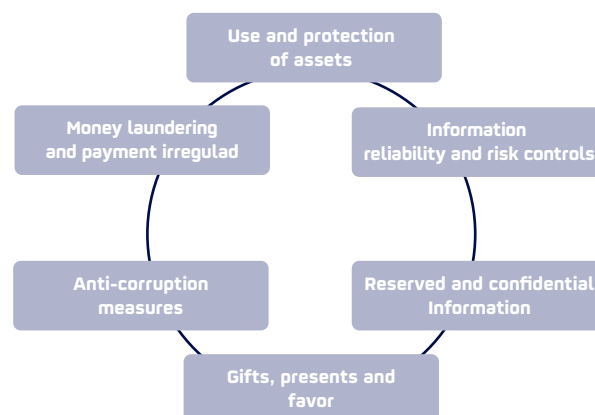 Use and protection
of assets
Money laundering
and payment irregulad
Information
reliability and risk controls
Anti-corruption
measures
Reserved and confidential
Information
Gifts, presents and
favor